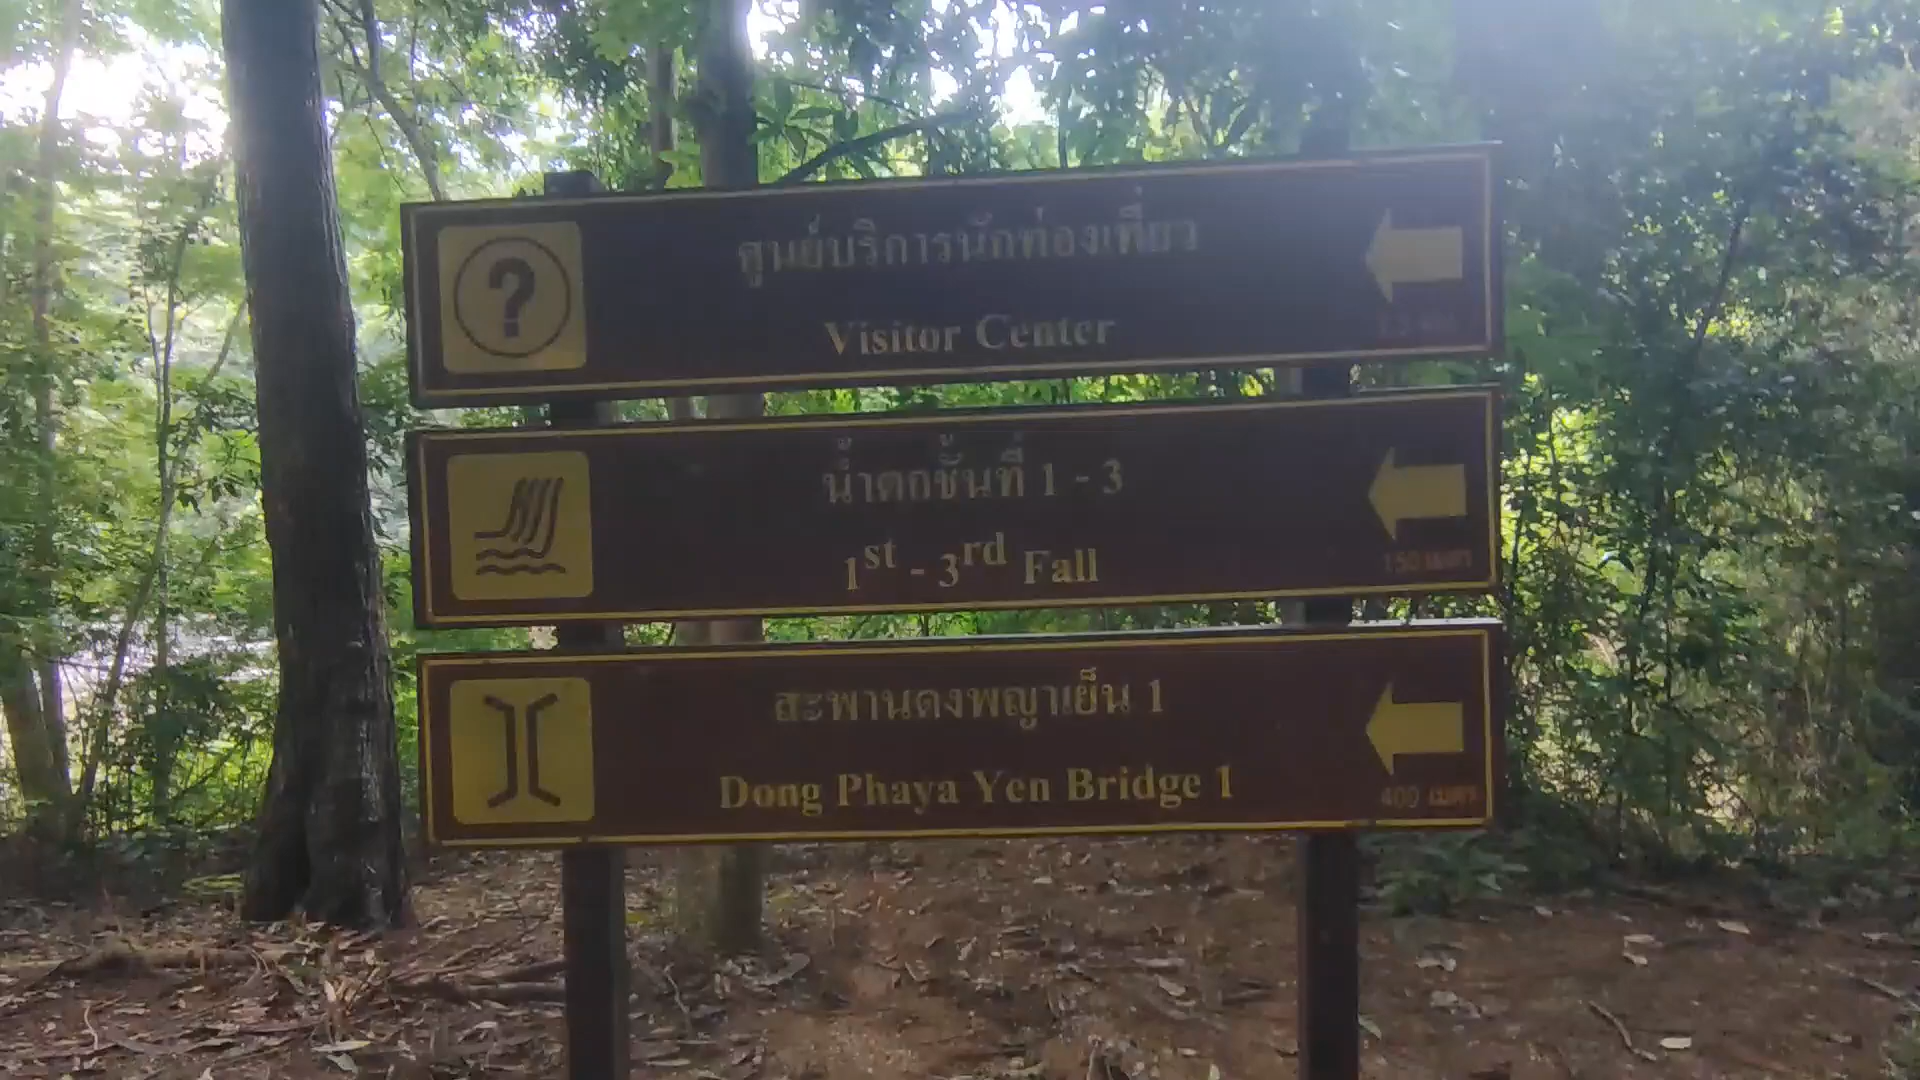 ?
ศูนย์บริการนักท่องเที่ยว
Visitor Center
น้ำตกชั้นที่ 1 - 3
1st - 3rd Fall
150 เมตร
สะพานดงพญาเย็น 1
Dong Phaya Yen Bridge 1
400 เมตร